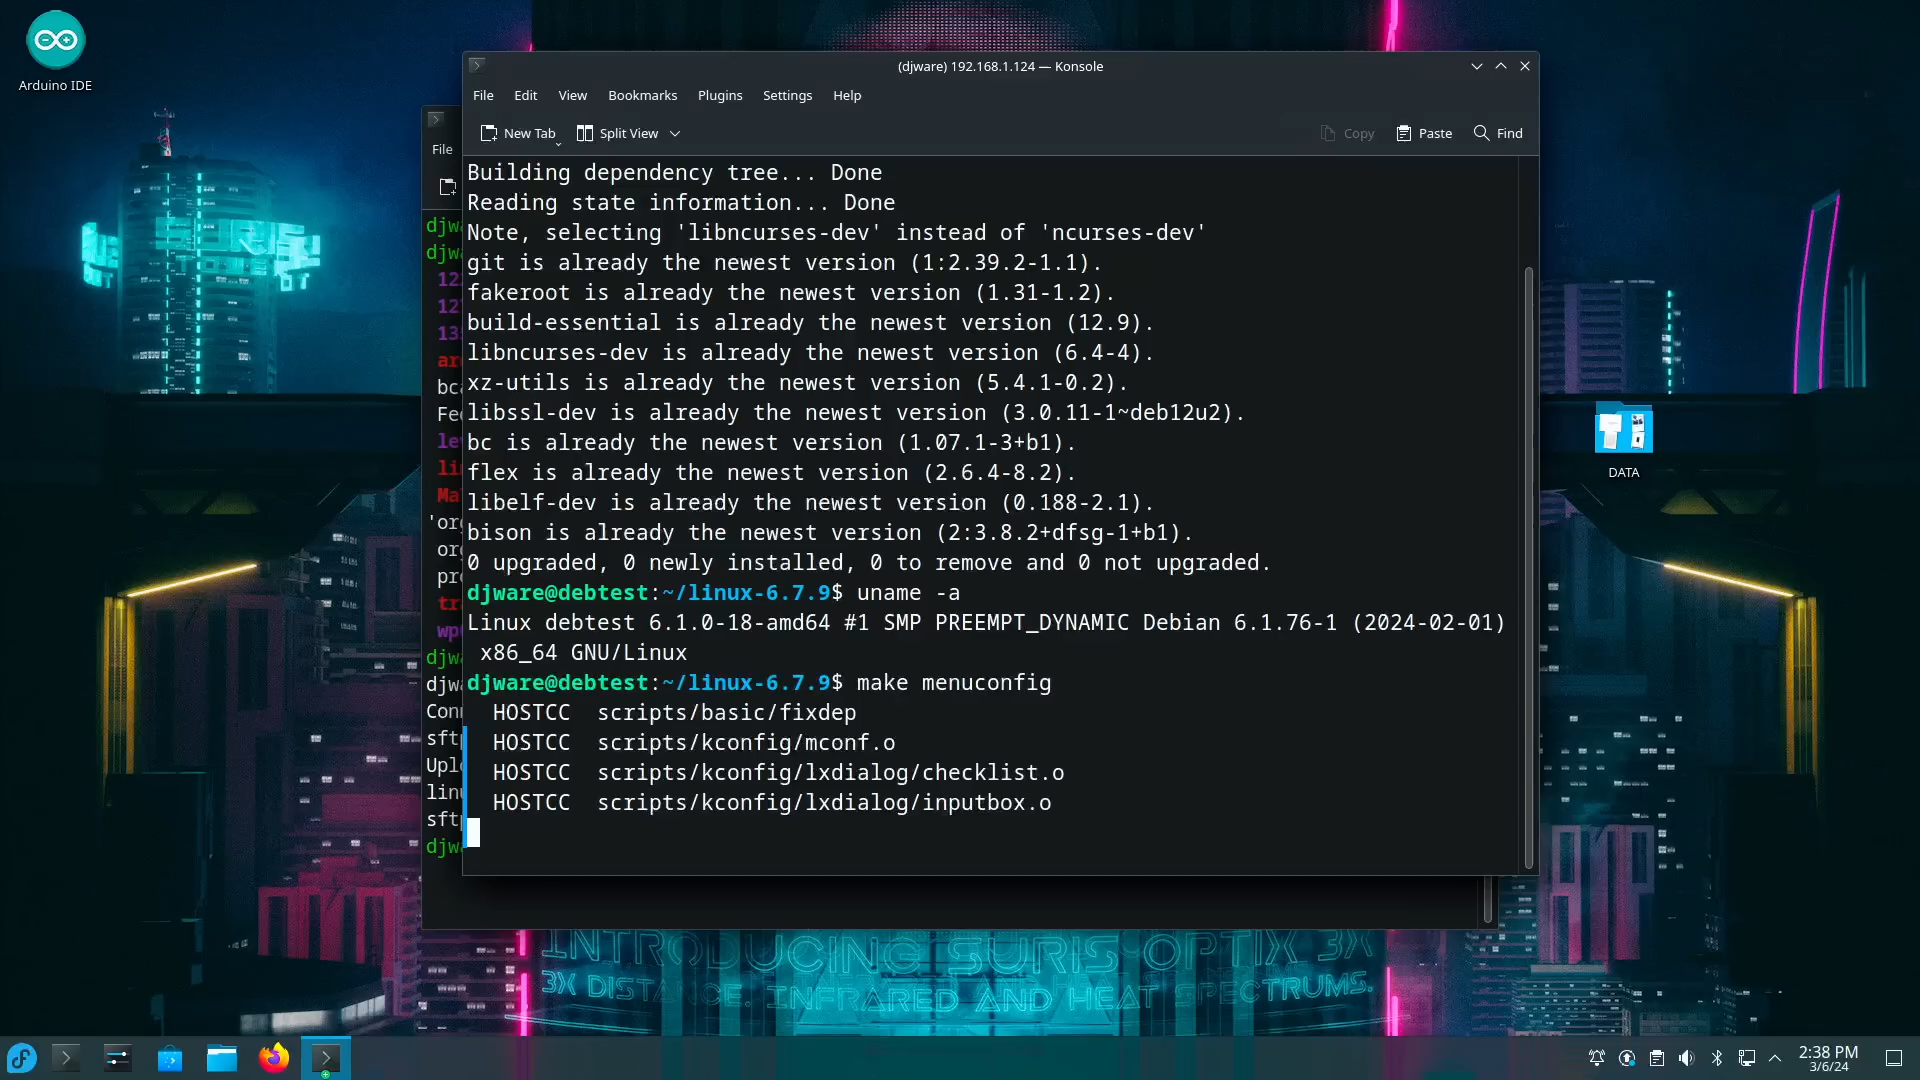 Arduino IDE
(djware) 192.168.1.124 — Konsole
File Edit View Bookmarks Plugins Settings Help
New Tab Split View Copy Paste Find
File
Building dependency tree... Done
Reading state information... Done
Note, selecting 'libncurses-dev' instead of 'ncurses-dev'
git is already the newest version (1:2.39.2-1.1).
fakeroot is already the newest version (1.31-1.2).
build-essential is already the newest version (12.9).
libncurses-dev is already the newest version (6.4-4).
xz-utils is already the newest version (5.4.1-0.2).
libssl-dev is already the newest version (3.0.11-1~deb12u2).
bc is already the newest version (1.07.1-3+b1).
flex is already the newest version (2.6.4-8.2).
libelf-dev is already the newest version (0.188-2.1).
bison is already the newest version (2:3.8.2+dfsg-1+b1).
0 upgraded, 0 newly installed, 0 to remove and 0 not upgraded.
djware@debtest:~/linux-6.7.9$ uname -a
Linux debtest 6.1.0-18-amd64 #1 SMP PREEMPT_DYNAMIC Debian 6.1.76-1 (2024-02-01)
x86_64 GNU/Linux
djware@debtest:~/linux-6.7.9$ make menuconfig
HOSTCC scripts/basic/fixdep
HOSTCC scripts/kconfig/mconf.o
HOSTCC scripts/kconfig/lxdialog/checklist.o
HOSTCC scripts/kconfig/lxdialog/inputbox.o
DATA
INTRODUCING SURIS OPTIX 3X
3X DISTANCE. INFRARED AND HEAT SPECTRUMS.
2:38 PM
3/6/24